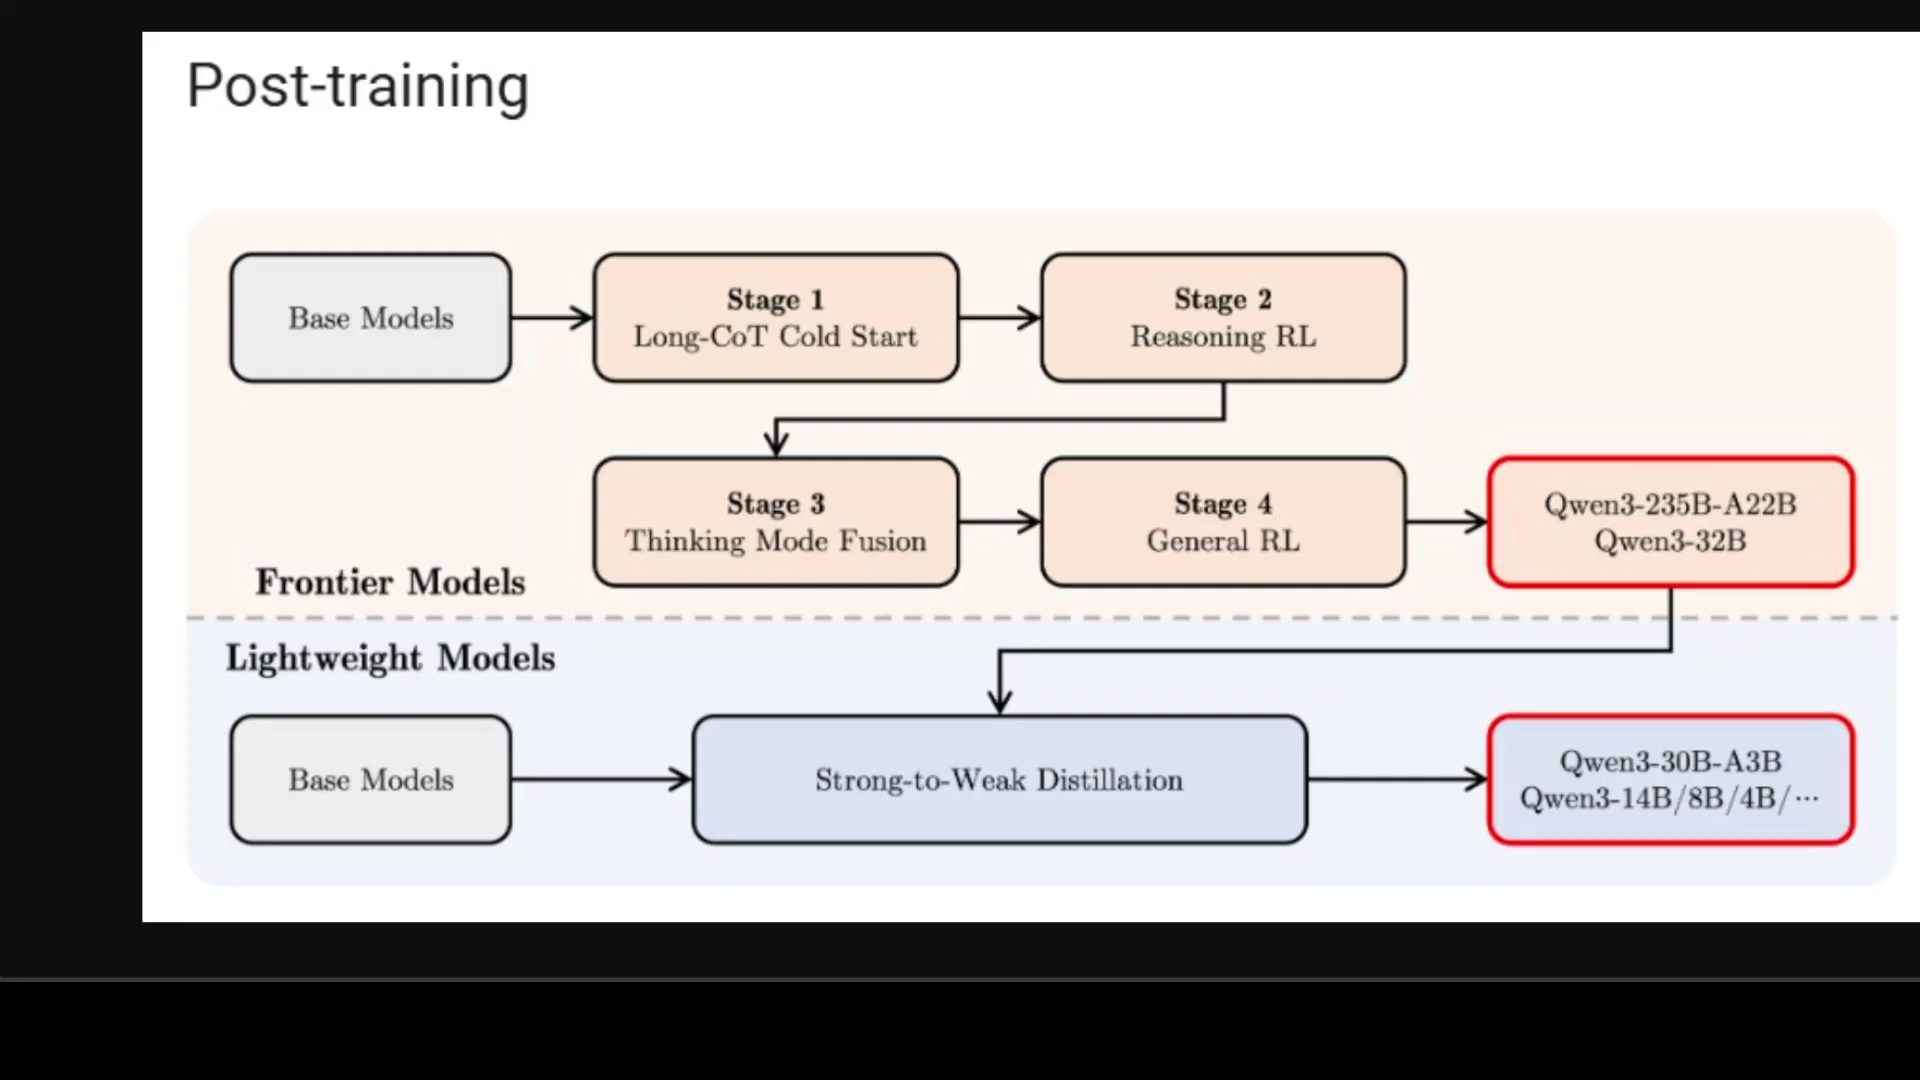 Post-training
Base Models
Stage 1
Long-CoT Cold Start
Stage 2
Reasoning RL
Stage 3
Thinking Mode Fusion
Stage 4
General RL
Qwen3-235B-A22B
Qwen3-32B
Frontier Models
Lightweight Models
Base Models
Strong-to-Weak Distillation
Qwen3-30B-A3B
Qwen3-14B/8B/4B/···